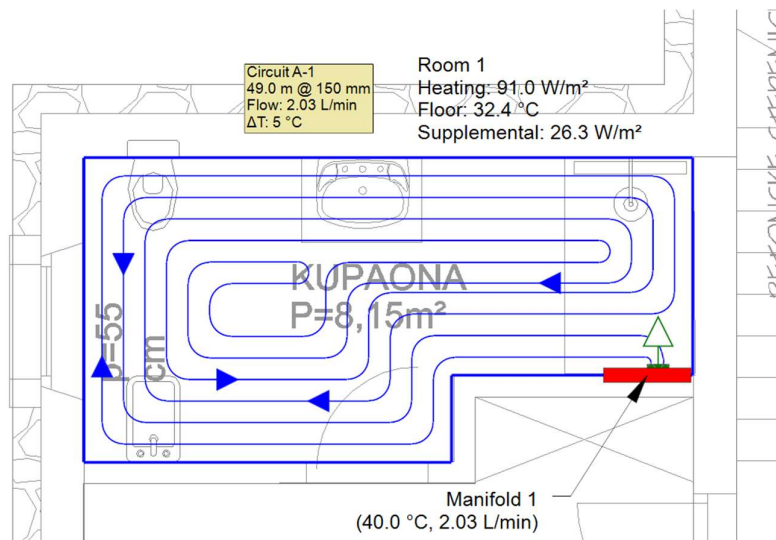 Circuit A-1
49.0 m @ 150 mm
Flow: 2.03 L/min
ΔT: 5 °C
Room 1
Heating: 91.0 W/m²
Floor: 32.4 °C
Supplemental: 26.3 W/m²
KUPAONA
P=8,15m²
p=55
cm
Manifold 1
(40.0 °C, 2.03 L/min)